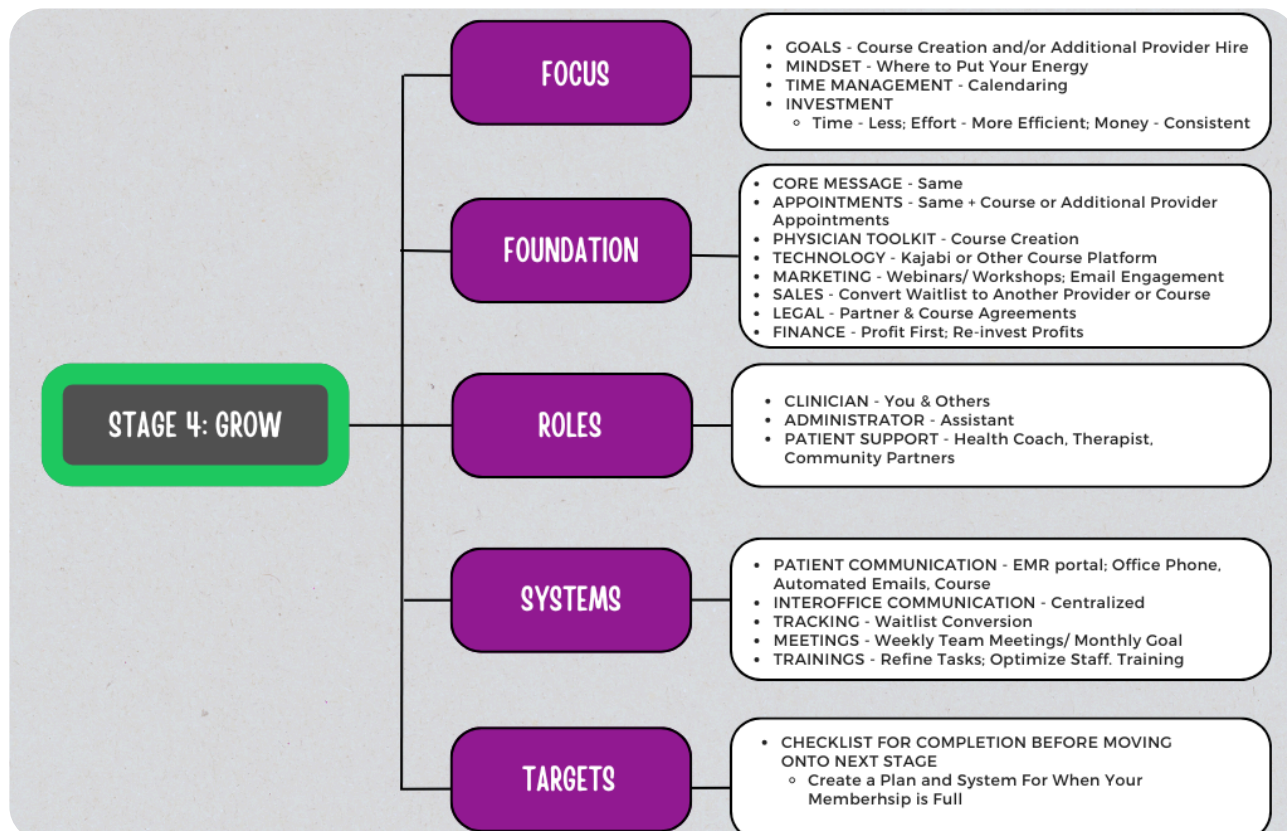 FOCUS
• GOALS - Course Creation and/or Additional Provider Hire
• MINDSET - Where to Put Your Energy
• TIME MANAGEMENT - Calendaring
• INVESTMENT
◦ Time - Less; Effort - More Efficient; Money - Consistent
FOUNDATION
• CORE MESSAGE - Same
• APPOINTMENTS - Same + Course or Additional Provider
Appointments
• PHYSICIAN TOOLKIT - Course Creation
• TECHNOLOGY - Kajabi or Other Course Platform
• MARKETING - Webinars/ Workshops; Email Engagement
• SALES - Convert Waitlist to Another Provider or Course
• LEGAL - Partner & Course Agreements
• FINANCE - Profit First; Re-invest Profits
STAGE 4: GROW
ROLES
• CLINICIAN - You & Others
• ADMINISTRATOR - Assistant
• PATIENT SUPPORT - Health Coach, Therapist,
Community Partners
SYSTEMS
• PATIENT COMMUNICATION - EMR portal; Office Phone,
Automated Emails, Course
• INTEROFFICE COMMUNICATION - Centralized
• TRACKING - Waitlist Conversion
• MEETINGS - Weekly Team Meetings/ Monthly Goal
• TRAININGS - Refine Tasks; Optimize Staff. Training
TARGETS
• CHECKLIST FOR COMPLETION BEFORE MOVING
ONTO NEXT STAGE
◦ Create a Plan and System For When Your
Memberhsip is Full